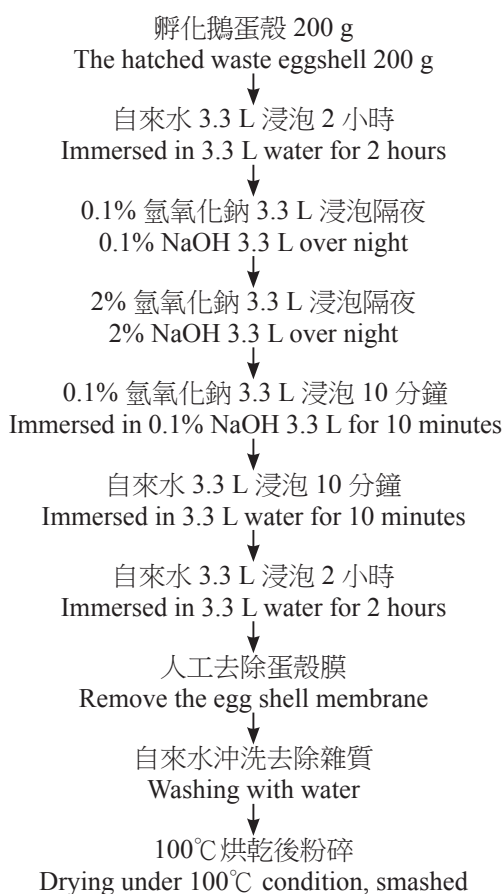 孵化鵝蛋殼 200 g
The hatched waste eggshell 200 g
自來水 3.3 L 浸泡 2 小時
Immersed in 3.3 L water for 2 hours
0.1% 氫氧化鈉 3.3 L 浸泡隔夜
0.1% NaOH 3.3 L over night
2% 氫氧化鈉 3.3 L 浸泡隔夜
2% NaOH 3.3 L over night
0.1% 氫氧化鈉 3.3 L 浸泡 10 分鐘
Immersed in 0.1% NaOH 3.3 L for 10 minutes
自來水 3.3 L 浸泡 10 分鐘
Immersed in 3.3 L water for 10 minutes
自來水 3.3 L 浸泡 2 小時
Immersed in 3.3 L water for 2 hours
人工去除蛋殼膜
Remove the egg shell membrane
自來水沖洗去除雜質
Washing with water
100℃烘乾後粉碎
Drying under 100℃ condition, smashed